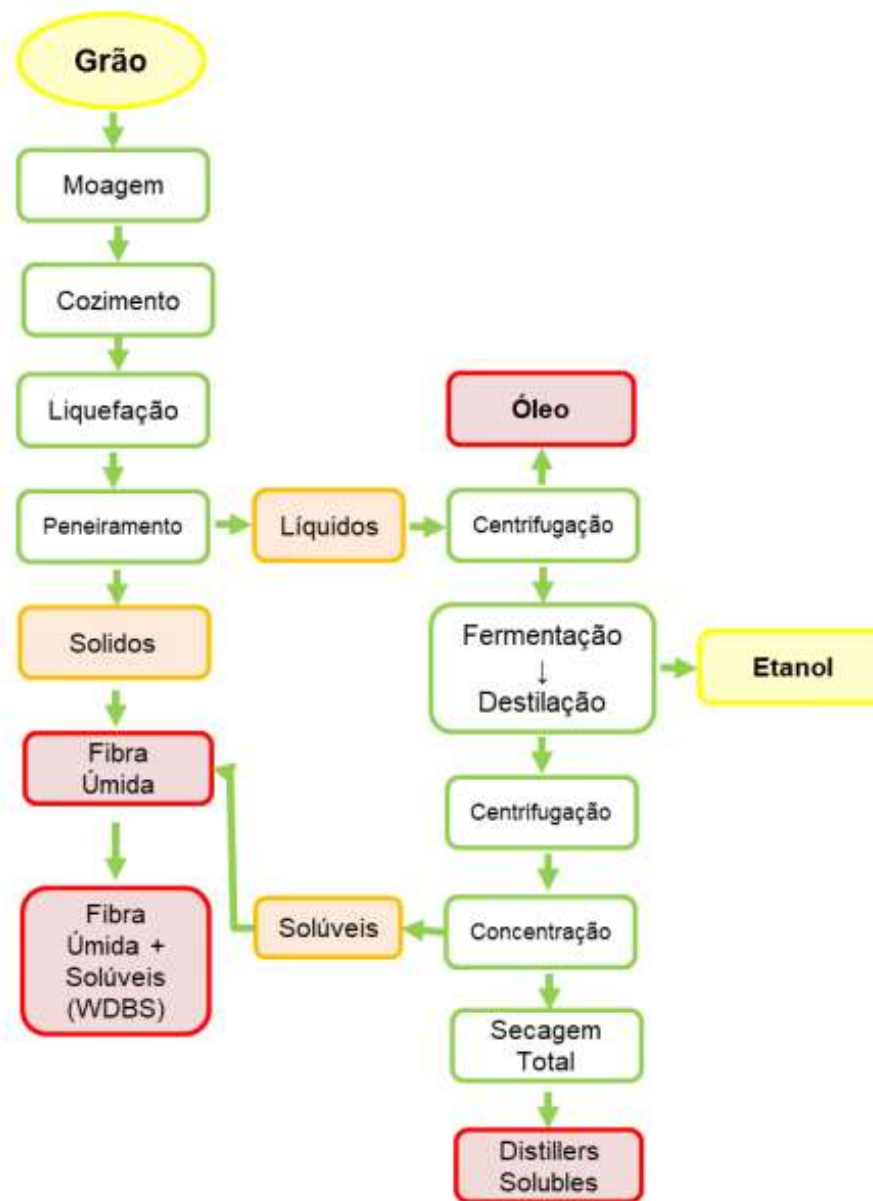 Grão
Moagem
Cozimento
Liquefação
Óleo
Peneiramento
Líquidos
Centrifugação
Solidos
Fermentação
↓
Destilação
Etanol
Fibra
Úmida
Centrifugação
Fibra
Úmida +
Solúveis
(WDBS)
Solúveis
Concentração
Secagem
Total
Distillers
Solubles